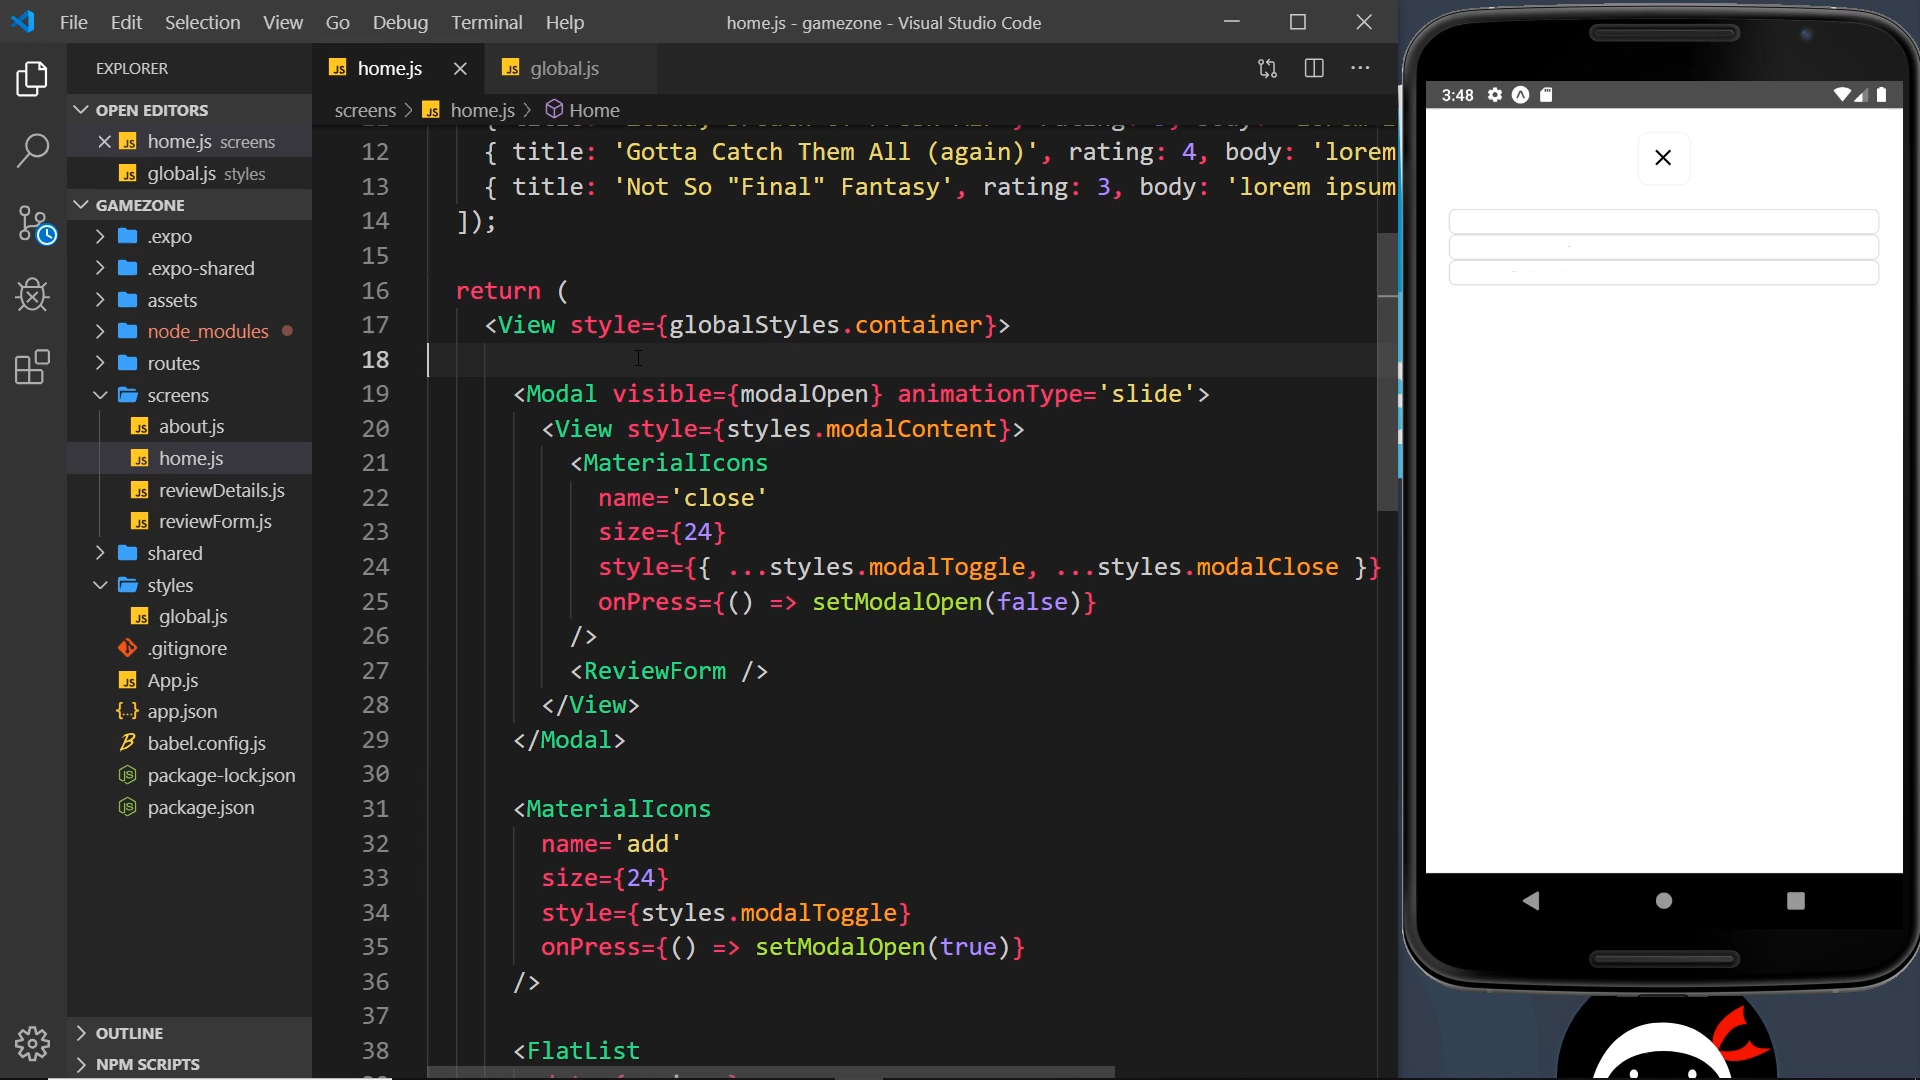 File Edit Selection View Go Debug Terminal Help
home.js - gamezone - Visual Studio Code
EXPLORER
OPEN EDITORS
home.js screens
global.js styles
GAMEZONE
.expo
.expo-shared
assets
node_modules
routes
screens
about.js
home.js
reviewDetails.js
reviewForm.js
shared
styles
global.js
.gitignore
App.js
app.json
babel.config.js
package-lock.json
package.json
OUTLINE
NPM SCRIPTS
home.js
global.js
screens > home.js > Home
12 { title: 'Gotta Catch Them All (again)', rating: 4, body: 'lorem
13 { title: 'Not So "Final" Fantasy', rating: 3, body: 'lorem ipsum
14 ]);
15
16 return (
17 <View style={globalStyles.container}>
18
19 <Modal visible={modalOpen} animationType='slide'>
20 <View style={styles.modalContent}>
21 <MaterialIcons
22 name='close'
23 size={24}
24 style={{ ...styles.modalToggle, ...styles.modalClose }}
25 onPress={() => setModalOpen(false)}
26 />
27 <ReviewForm />
28 </View>
29 </Modal>
30
31 <MaterialIcons
32 name='add'
33 size={24}
34 style={styles.modalToggle}
35 onPress={() => setModalOpen(true)}
36 />
37
38 <FlatList
3:48